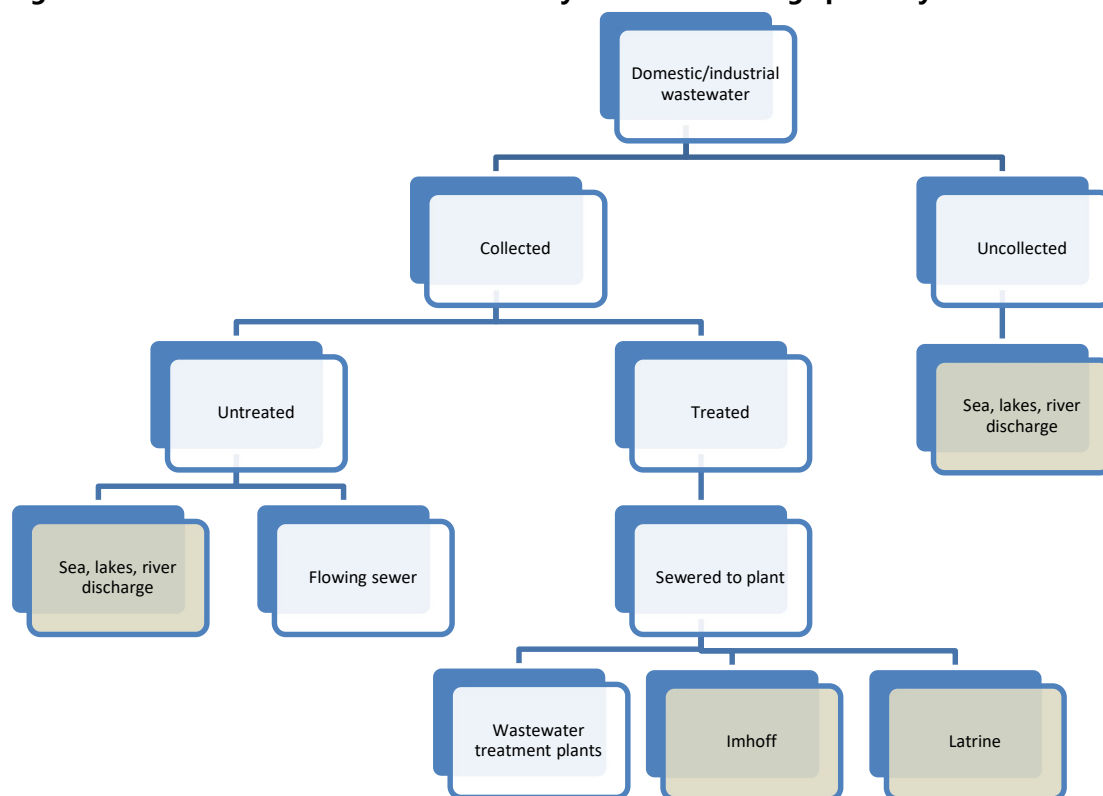 Domestic/industrial
wastewater
Collected
Uncollected
Untreated
Treated
Sea, lakes, river
discharge
Sea, lakes, river
discharge
Flowing sewer
Sewered to plant
Wastewater
treatment plants
Imhoff
Latrine